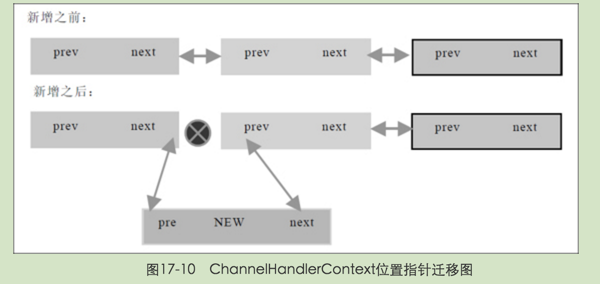 新增之前：
prev next prev next prev next
新增之后：
prev next prev next prev next
pre NEW next
图17-10 ChannelHandlerContext位置指针迁移图